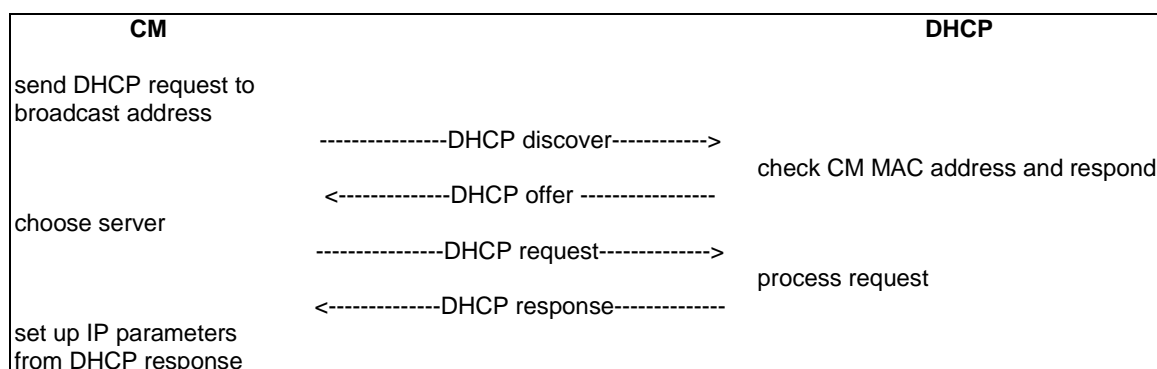 CM DHCP
send DHCP request to
broadcast address
----------------DHCP discover------------>
check CM MAC address and respond
<--------------DHCP offer -----------------
choose server
----------------DHCP request-------------->
process request
<--------------DHCP response--------------
set up IP parameters
from DHCP response